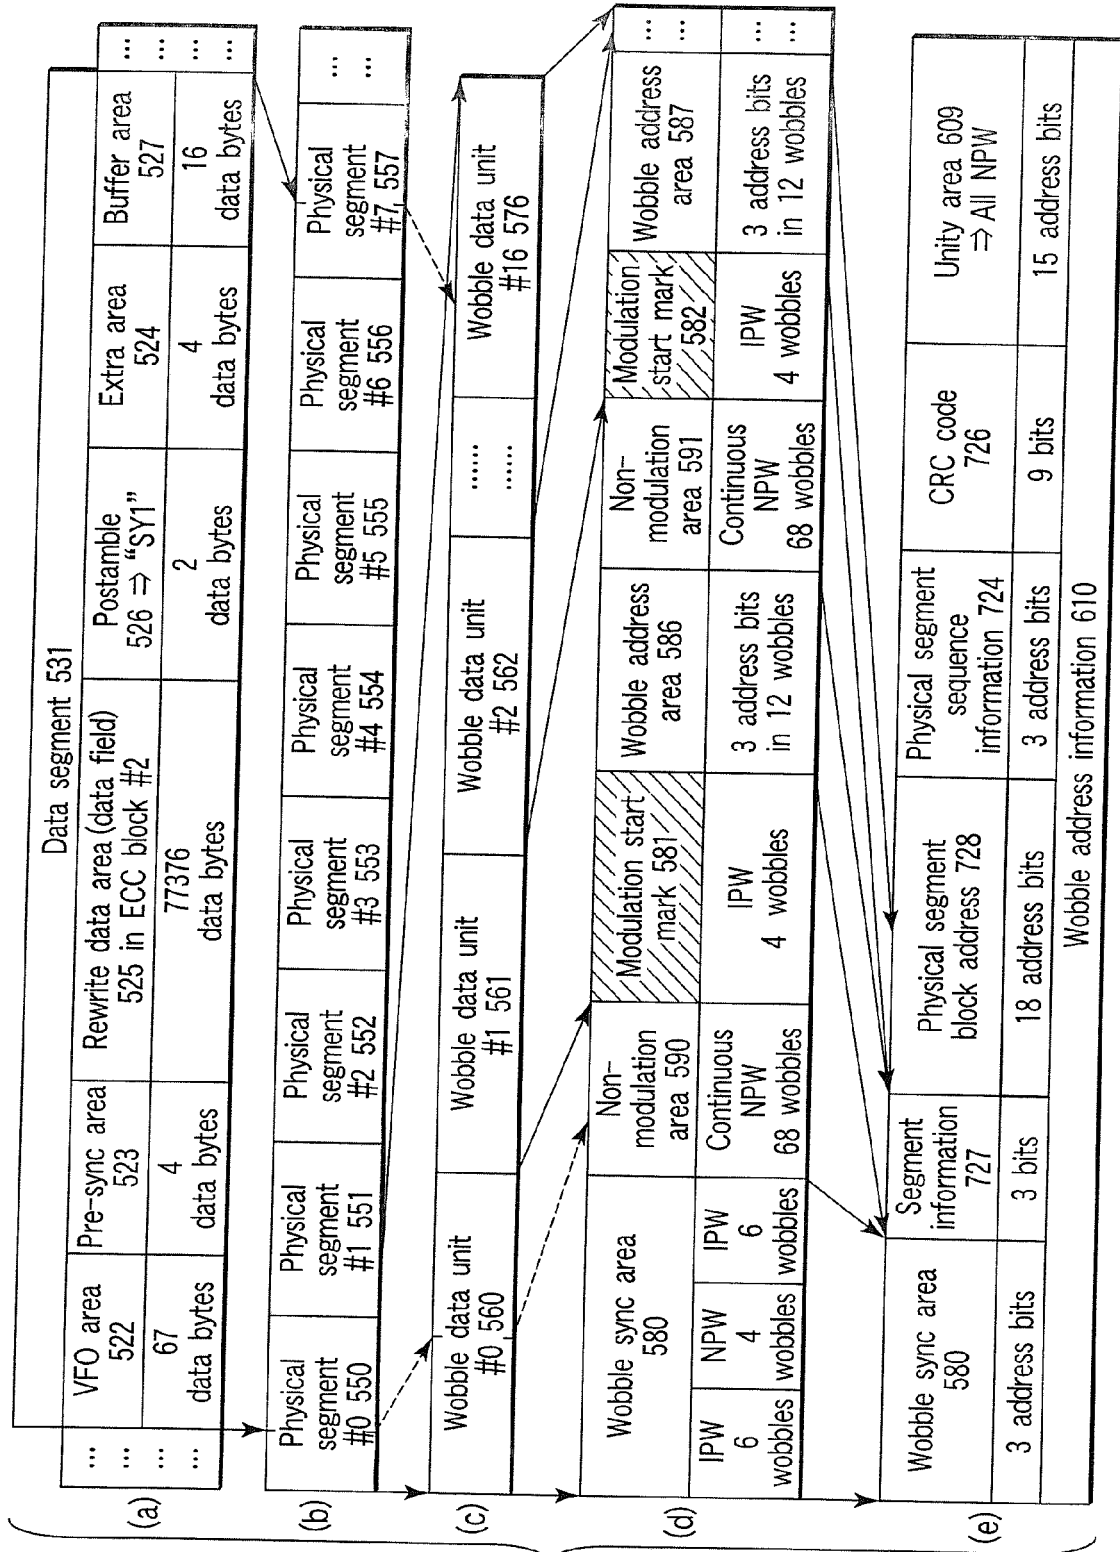 Data segment 531
(a)
...
...
...
...
VFO area
522
67
data bytes
Pre-sync area
523
4
data bytes
Rewrite data area (data field)
525 in ECC block #2
77376
data bytes
Postamble
526 ⇒ “SY1”
2
data bytes
Extra area
524
4
data bytes
Buffer area
527
16
data bytes
...
...
...
...
(b)
Physical
segment
#0 550
Physical
segment
#1 551
Physical
segment
#2 552
Physical
segment
#3 553
Physical
segment
#4 554
Physical
segment
#5 555
Physical
segment
#6 556
Physical
segment
#7 557
...
...
(c)
Wobble data unit
#0 560
Wobble data unit
#1 561
Wobble data unit
#2 562
......
......
Wobble data unit
#16 576
(d)
Wobble sync area
580
IPW
6
wobbles
NPW
4
wobbles
IPW
6
wobbles
Non-
modulation
area 590
Continuous
NPW
68 wobbles
Modulation start
mark 581
IPW
4
wobbles
Wobble address
area 586
3 address bits
in 12 wobbles
Non-
modulation
area 591
Continuous
NPW
68 wobbles
Modulation
start mark
582
IPW
4 wobbles
Wobble address
area 587
3 address bits
in 12 wobbles
...
...
...
...
(e)
Wobble sync area
580
3 address bits
Segment
information
727
3 bits
Physical segment
block address 728
18 address bits
Physical segment
sequence
information 724
3 address bits
CRC code
726
9 bits
Unity area 609
⇒ All NPW
15 address bits
Wobble address information 610